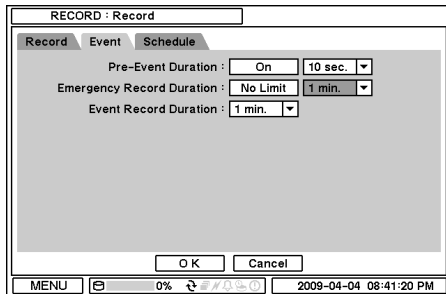 RECORD : Record
Record Event Schedule
Pre-Event Duration : On 10 sec.
Emergency Record Duration : No Limit 1 min.
Event Record Duration : 1 min.
OK Cancel
MENU 0% 2009-04-04 08:41:20 PM